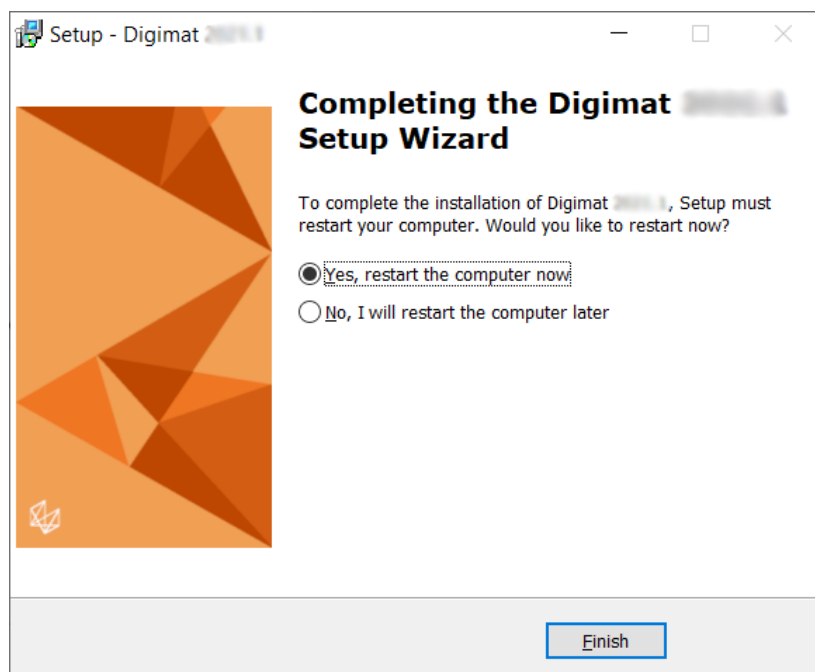 Setup - Digimat
Completing the Digimat
Setup Wizard
To complete the installation of Digimat , Setup must
restart your computer. Would you like to restart now?
Yes, restart the computer now
No, I will restart the computer later
Finish